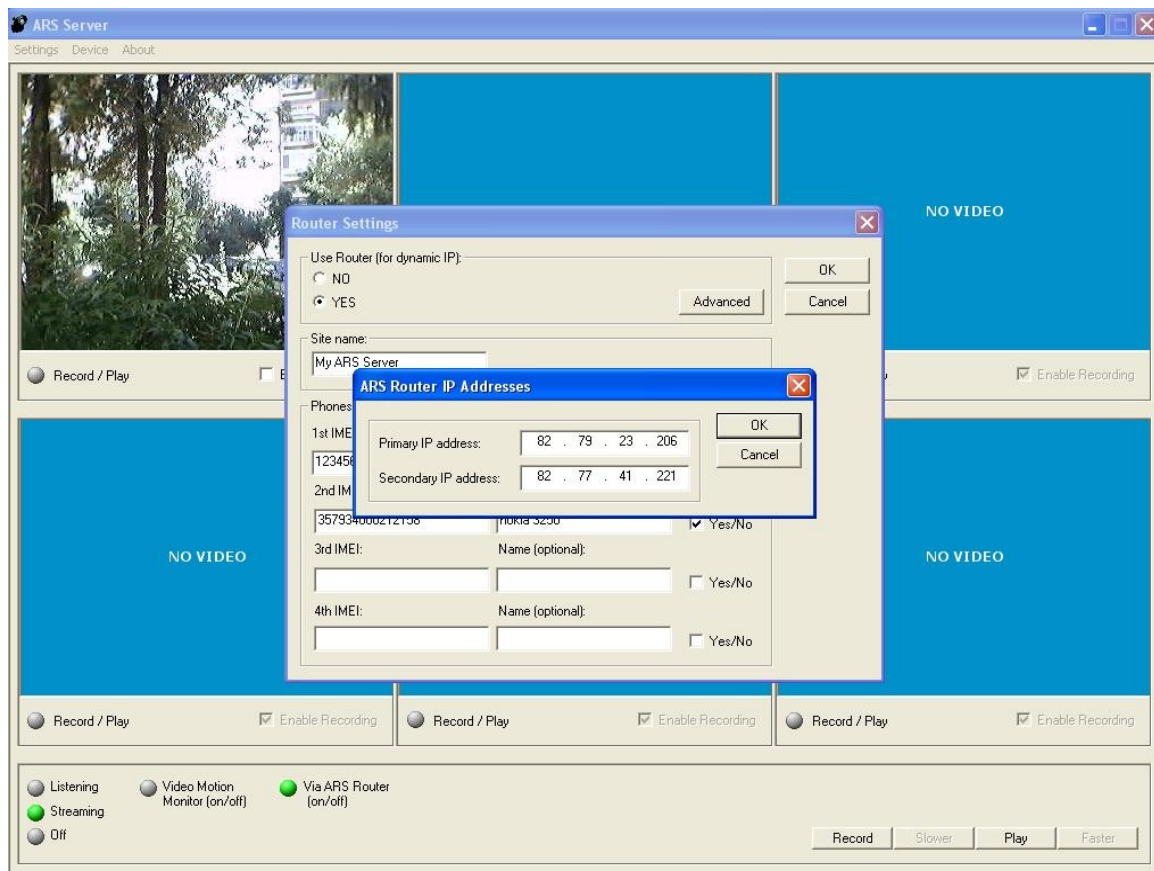 ARS Server
Settings Device About
NO VIDEO
Router Settings
Use Router (for dynamic IP):
NO
YES
Advanced
OK
Cancel
Site name:
My ARS Server
Record / Play
Enable Recording
ARS Router IP Addresses
Primary IP address: 82 . 79 . 23 . 206
Secondary IP address: 82 . 77 . 41 . 221
OK
Cancel
Phones
1st IME
123456
2nd IM
357934000212158 nokia 3250 Yes/No
3rd IMEI: Name (optional):
Yes/No
4th IMEI: Name (optional):
Yes/No
NO VIDEO
NO VIDEO
Record / Play Enable Recording
Record / Play Enable Recording
Record / Play Enable Recording
Listening
Streaming
Off
Video Motion
Monitor (on/off)
Via ARS Router
(on/off)
Record Slower Play Faster